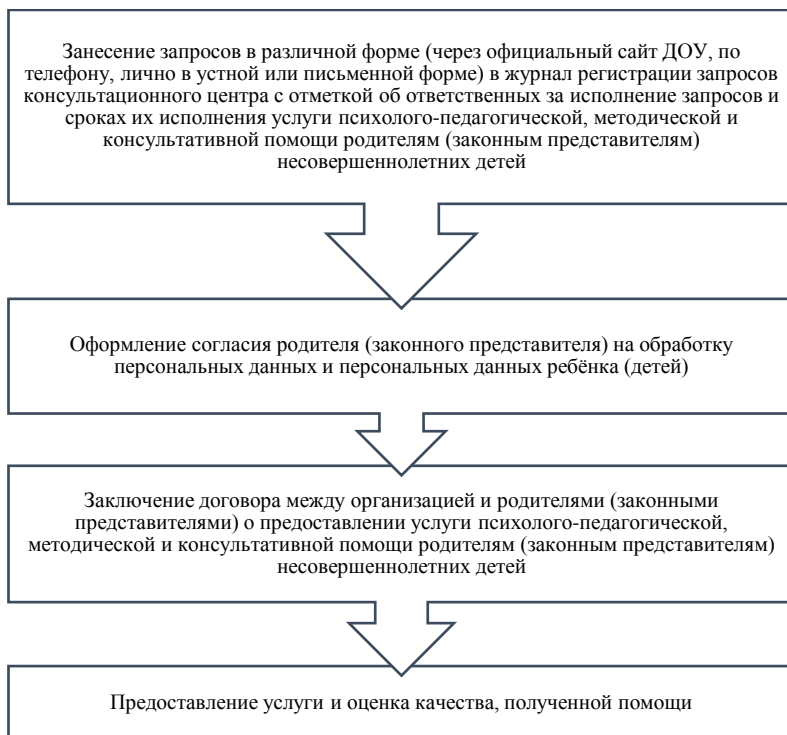 Занесение запросов в различной форме (через официальный сайт ДОУ, по
телефону, лично в устной или письменной форме) в журнал регистрации запросов
консультационного центра с отметкой об ответственных за исполнение запросов и
сроках их исполнения услуги психолого-педагогической, методической и
консультативной помощи родителям (законным представителям)
несовершеннолетних детей
Оформление согласия родителя (законного представителя) на обработку
персональных данных и персональных данных ребёнка (детей)
Заключение договора между организацией и родителями (законными
представителями) о предоставлении услуги психолого-педагогической,
методической и консультативной помощи родителям (законным представителям)
несовершеннолетних детей
Предоставление услуги и оценка качества, полученной помощи